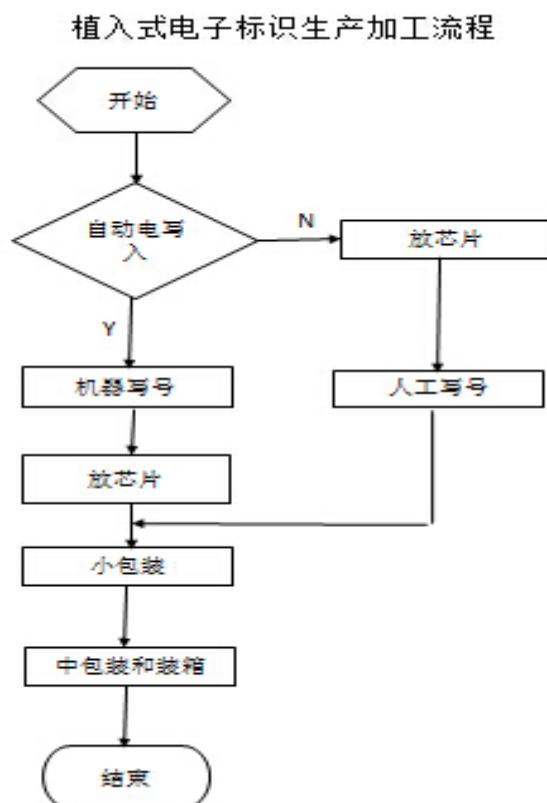 植入式电子标识生产加工流程
开始
自动电写
入
N
放芯片
Y
机器写号
人工写号
放芯片
小包装
中包装和装箱
结束